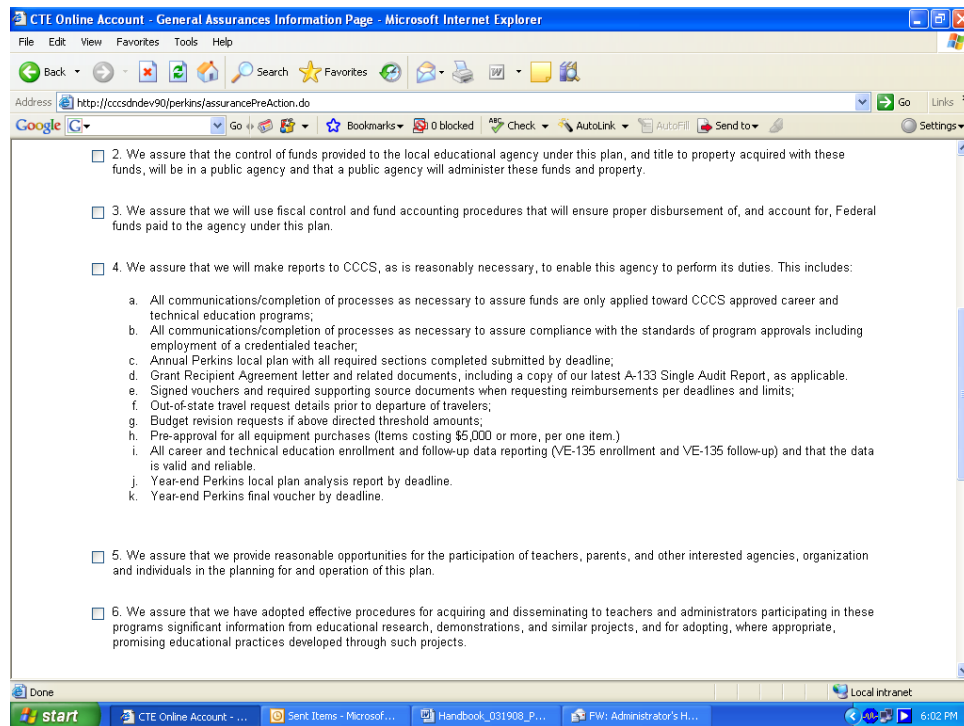 CTE Online Account - General Assurances Information Page - Microsoft Internet Explorer
File Edit View Favorites Tools Help
Back Search Favorites W
Address http://cccsdndev90/perkins/assurancePreAction.do Go Links
Google G Go Bookmarks 0 blocked ABC Check AutoLink AutoFill Send to Settings
2. We assure that the control of funds provided to the local educational agency under this plan, and title to property acquired with these
funds, will be in a public agency and that a public agency will administer these funds and property.
3. We assure that we will use fiscal control and fund accounting procedures that will ensure proper disbursement of, and account for, Federal
funds paid to the agency under this plan.
4. We assure that we will make reports to CCCS, as is reasonably necessary, to enable this agency to perform its duties. This includes:
a. All communications/completion of processes as necessary to assure funds are only applied toward CCCS approved career and
technical education programs;
b. All communications/completion of processes as necessary to assure compliance with the standards of program approvals including
employment of a credentialed teacher;
c. Annual Perkins local plan with all required sections completed submitted by deadline;
d. Grant Recipient Agreement letter and related documents, including a copy of our latest A-133 Single Audit Report, as applicable.
e. Signed vouchers and required supporting source documents when requesting reimbursements per deadlines and limits;
f. Out-of-state travel request details prior to departure of travelers;
g. Budget revision requests if above directed threshold amounts;
h. Pre-approval for all equipment purchases (Items costing $5,000 or more, per one item.)
i. All career and technical education enrollment and follow-up data reporting (VE-135 enrollment and VE-135 follow-up) and that the data
is valid and reliable.
j. Year-end Perkins local plan analysis report by deadline.
k. Year-end Perkins final voucher by deadline.
5. We assure that we provide reasonable opportunities for the participation of teachers, parents, and other interested agencies, organization
and individuals in the planning for and operation of this plan.
6. We assure that we have adopted effective procedures for acquiring and disseminating to teachers and administrators participating in these
programs significant information from educational research, demonstrations, and similar projects, and for adopting, where appropriate,
promising educational practices developed through such projects.
Done Local intranet
start CTE Online Account - ... Sent Items - Microsof... Handbook_031908_P... FW: Administrator's H... 6:02 PM